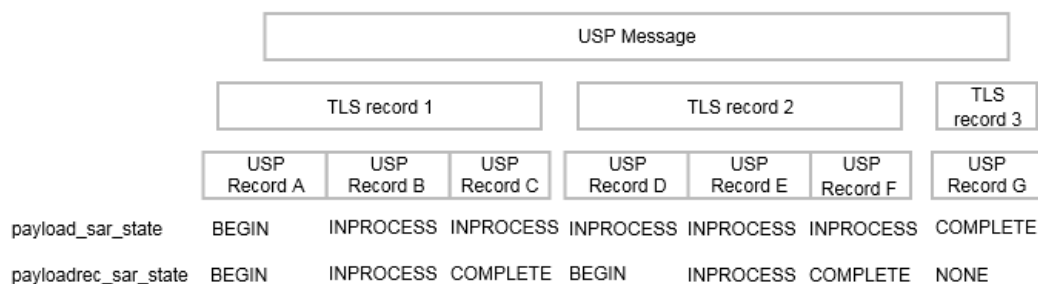 USP Message
TLS record 1
TLS record 2
TLS
record 3
USP
Record A
USP
Record B
USP
Record C
USP
Record D
USP
Record E
USP
Record F
USP
Record G
payload_sar_state BEGIN INPROCESS INPROCESS INPROCESS INPROCESS INPROCESS COMPLETE
payloadrec_sar_state BEGIN INPROCESS COMPLETE BEGIN INPROCESS COMPLETE NONE